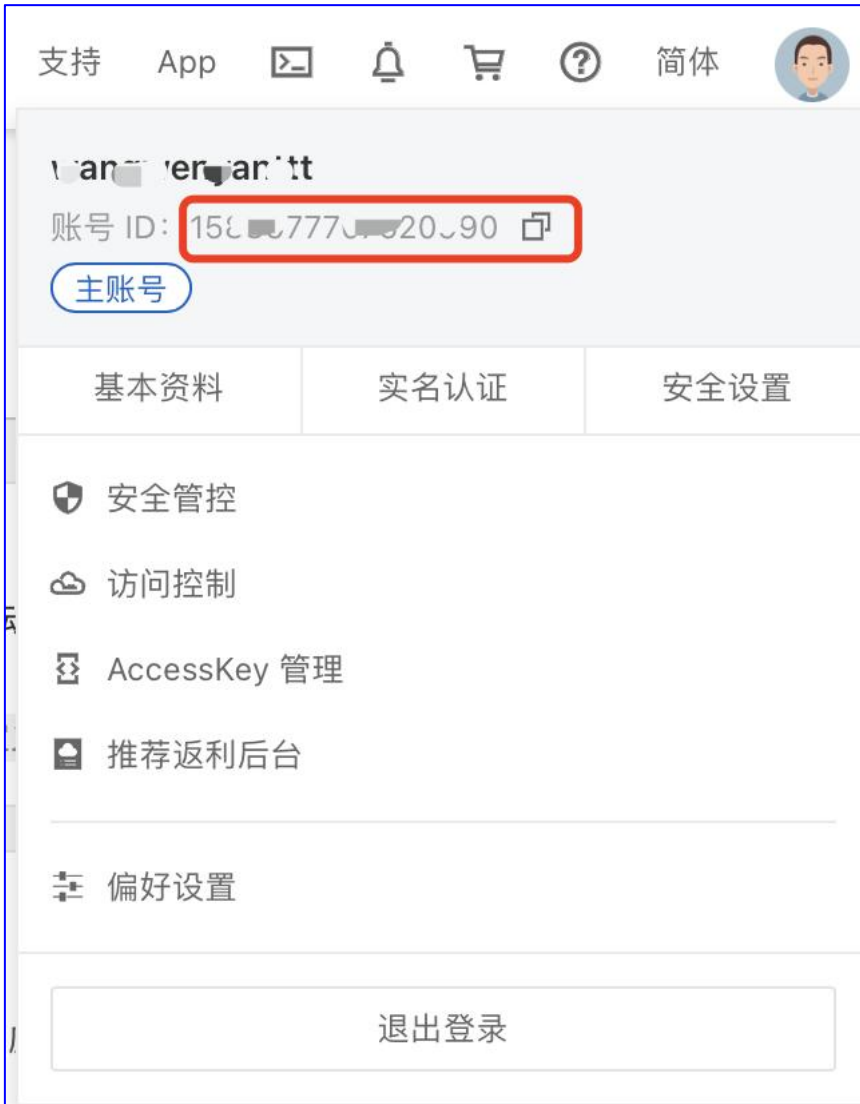 支持 App 简体
账号 ID：
主账号
基本资料 实名认证 安全设置
安全管控
访问控制
AccessKey 管理
推荐返利后台
偏好设置
退出登录